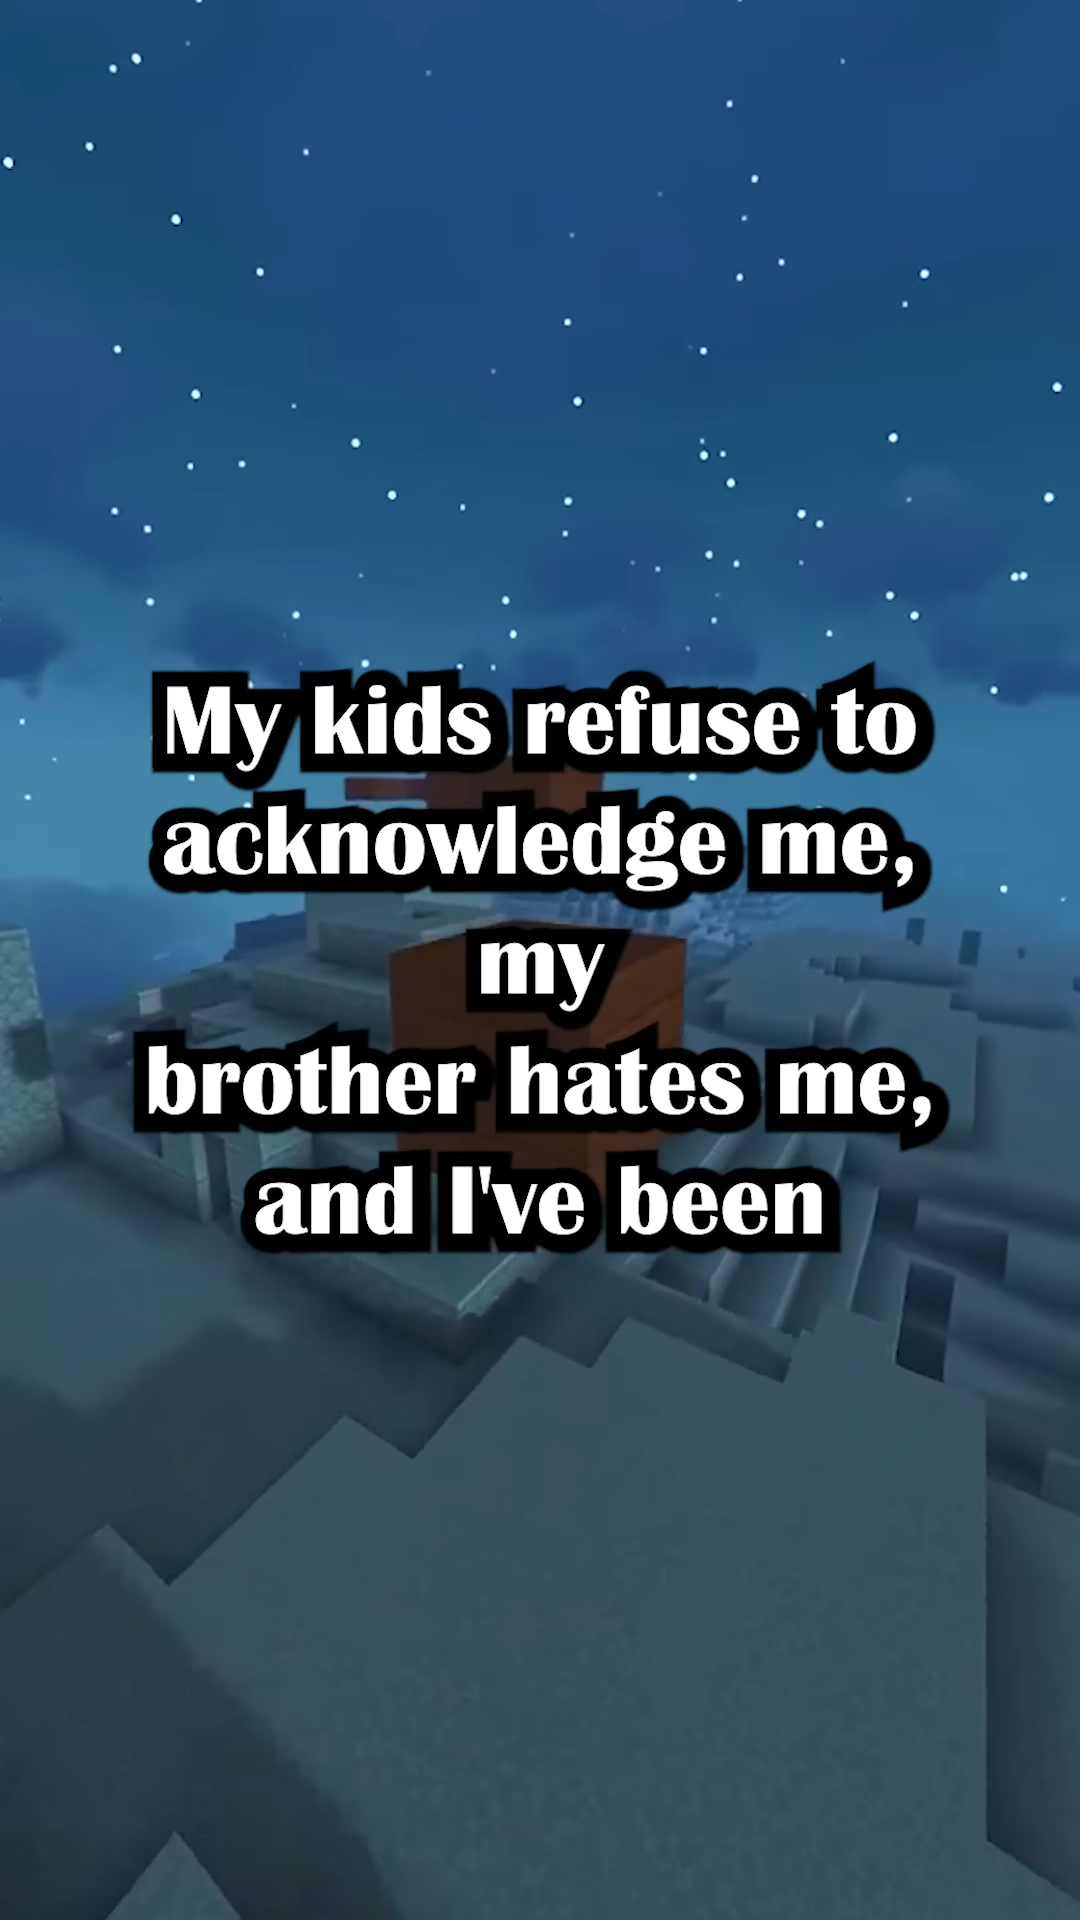 My kids refuse to
acknowledge me,
my
brother hates me,
and I've been